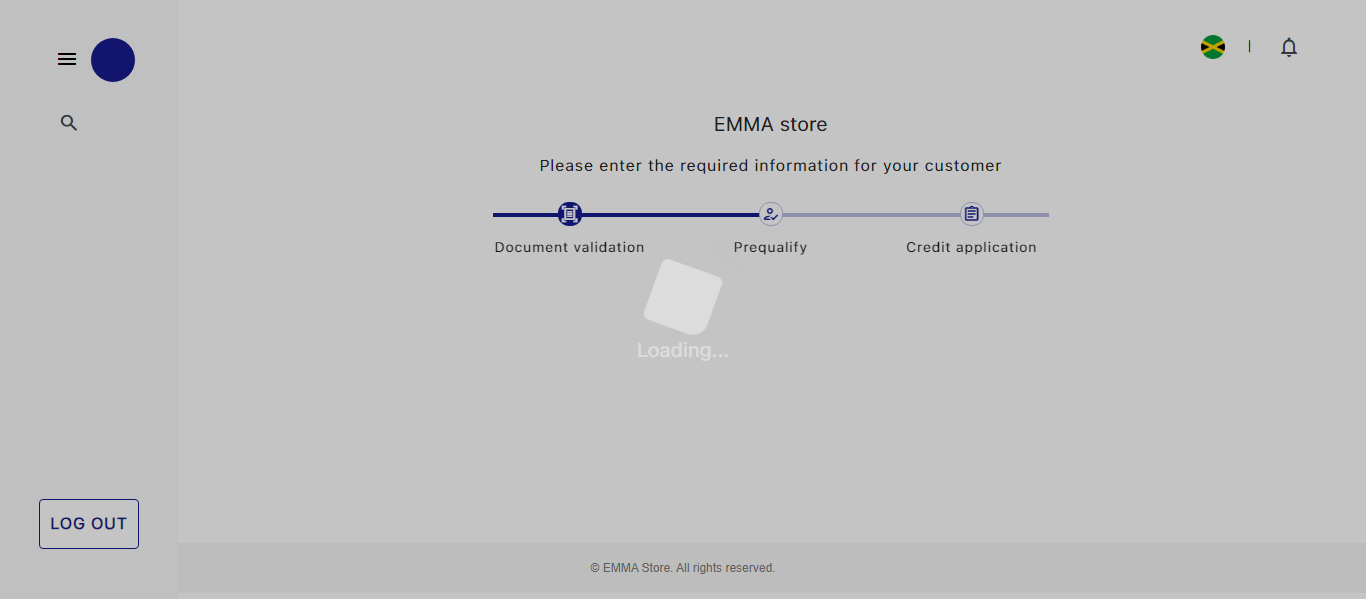 EMMA store
Please enter the required information for your customer
Document validation
Prequalify
Credit application
Loading...
LOG OUT
© EMMA Store. All rights reserved.